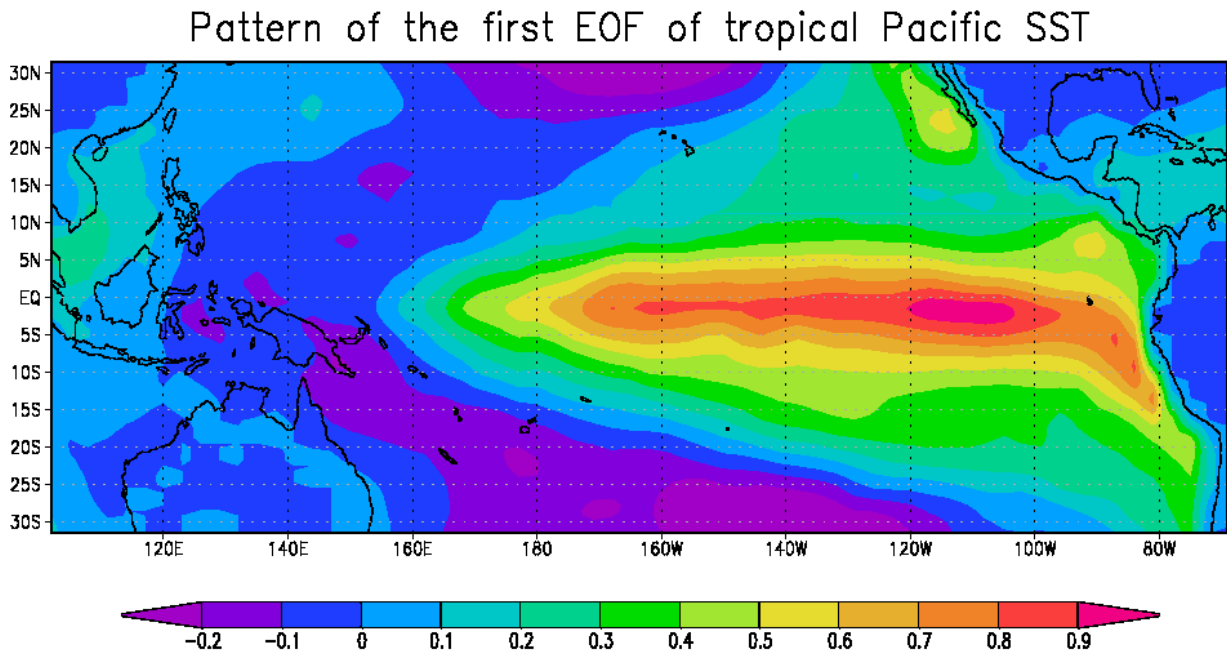 Pattern of the first EOF of tropical Pacific SST
30N
25N
20N
15N
10N
5N
EQ
5S
10S
15S
20S
25S
30S
120E 140E 160E 180 160W 140W 120W 100W 80W
-0.2 -0.1 0 0.1 0.2 0.3 0.4 0.5 0.6 0.7 0.8 0.9